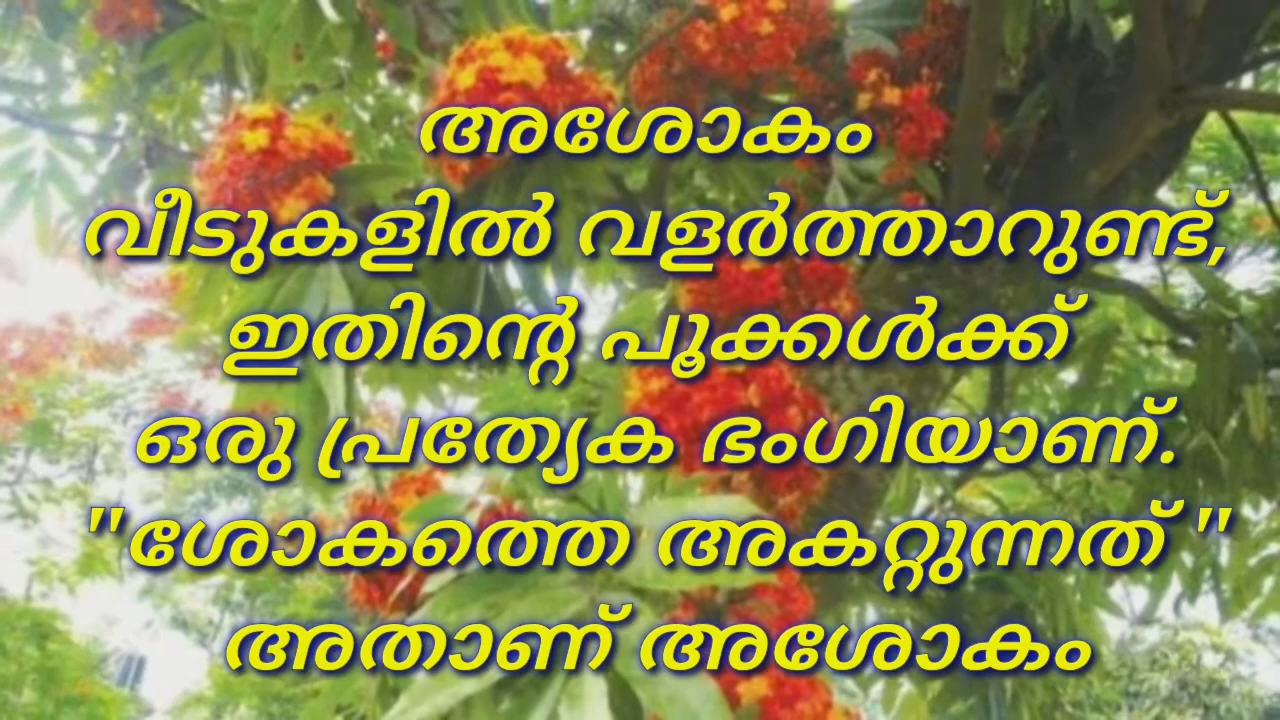 അശോകം
വീടുകളിൽ വളർത്താറുണ്ട്,
ഇതിന്റെ പൂക്കൾക്ക്
ഒരു പ്രത്യേക ഭംഗിയാണ്.
"ശോകത്തെ അകറ്റുന്നത് "
അതാണ് അശോകം